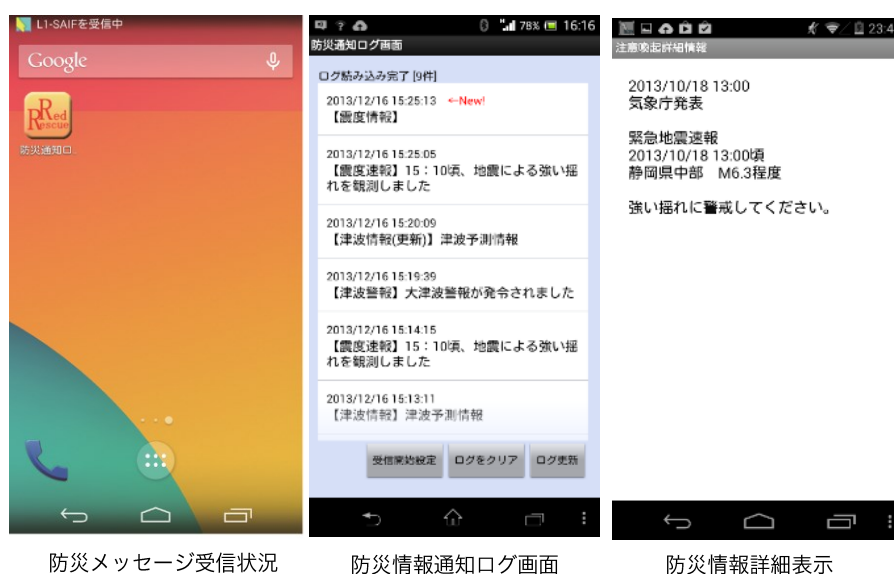 L1-SAIFを受信中
Google
Red
Rescue
防災通知ロ..
防災メッセージ受信状況
78% 16:16
防災通知ログ画面
ログ読み込み完了 [9件]
2013/12/16 15:25:13 ←New!
【震度情報】
2013/12/16 15:25:05
【震度速報】15：10頃、地震による強い揺
れを観測しました
2013/12/16 15:20:09
【津波情報(更新)】津波予測情報
2013/12/16 15:19:39
【津波警報】大津波警報が発令されました
2013/12/16 15:14:15
【震度速報】15：10頃、地震による強い揺
れを観測しました
2013/12/16 15:13:11
【津波情報】津波予測情報
受信開始設定 ログをクリア ログ更新
防災情報通知ログ画面
23:4
注意喚起詳細情報
2013/10/18 13:00
気象庁発表
緊急地震速報
2013/10/18 13:00頃
静岡県中部 M6.3程度
強い揺れに警戒してください。
防災情報詳細表示